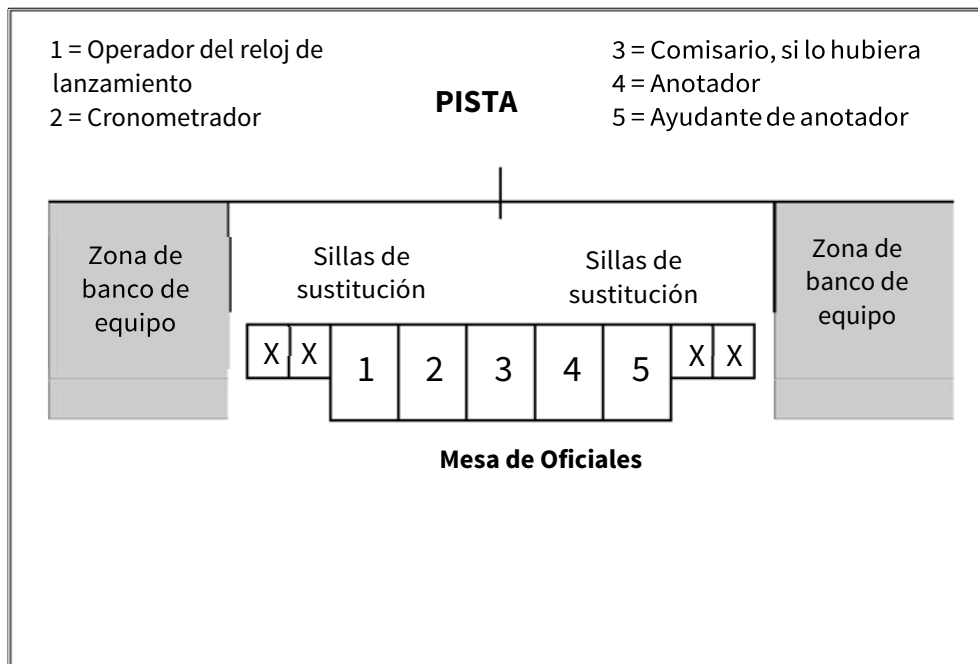 1 = Operador del reloj de
lanzamiento
2 = Cronometrador
PISTA
3 = Comisario, si lo hubiera
4 = Anotador
5 = Ayudante de anotador
Zona de
banco de
equipo
Sillas de
sustitución
Sillas de
sustitución
Zona de
banco de
equipo
X X 1 2 3 4 5 X X
Mesa de Oficiales